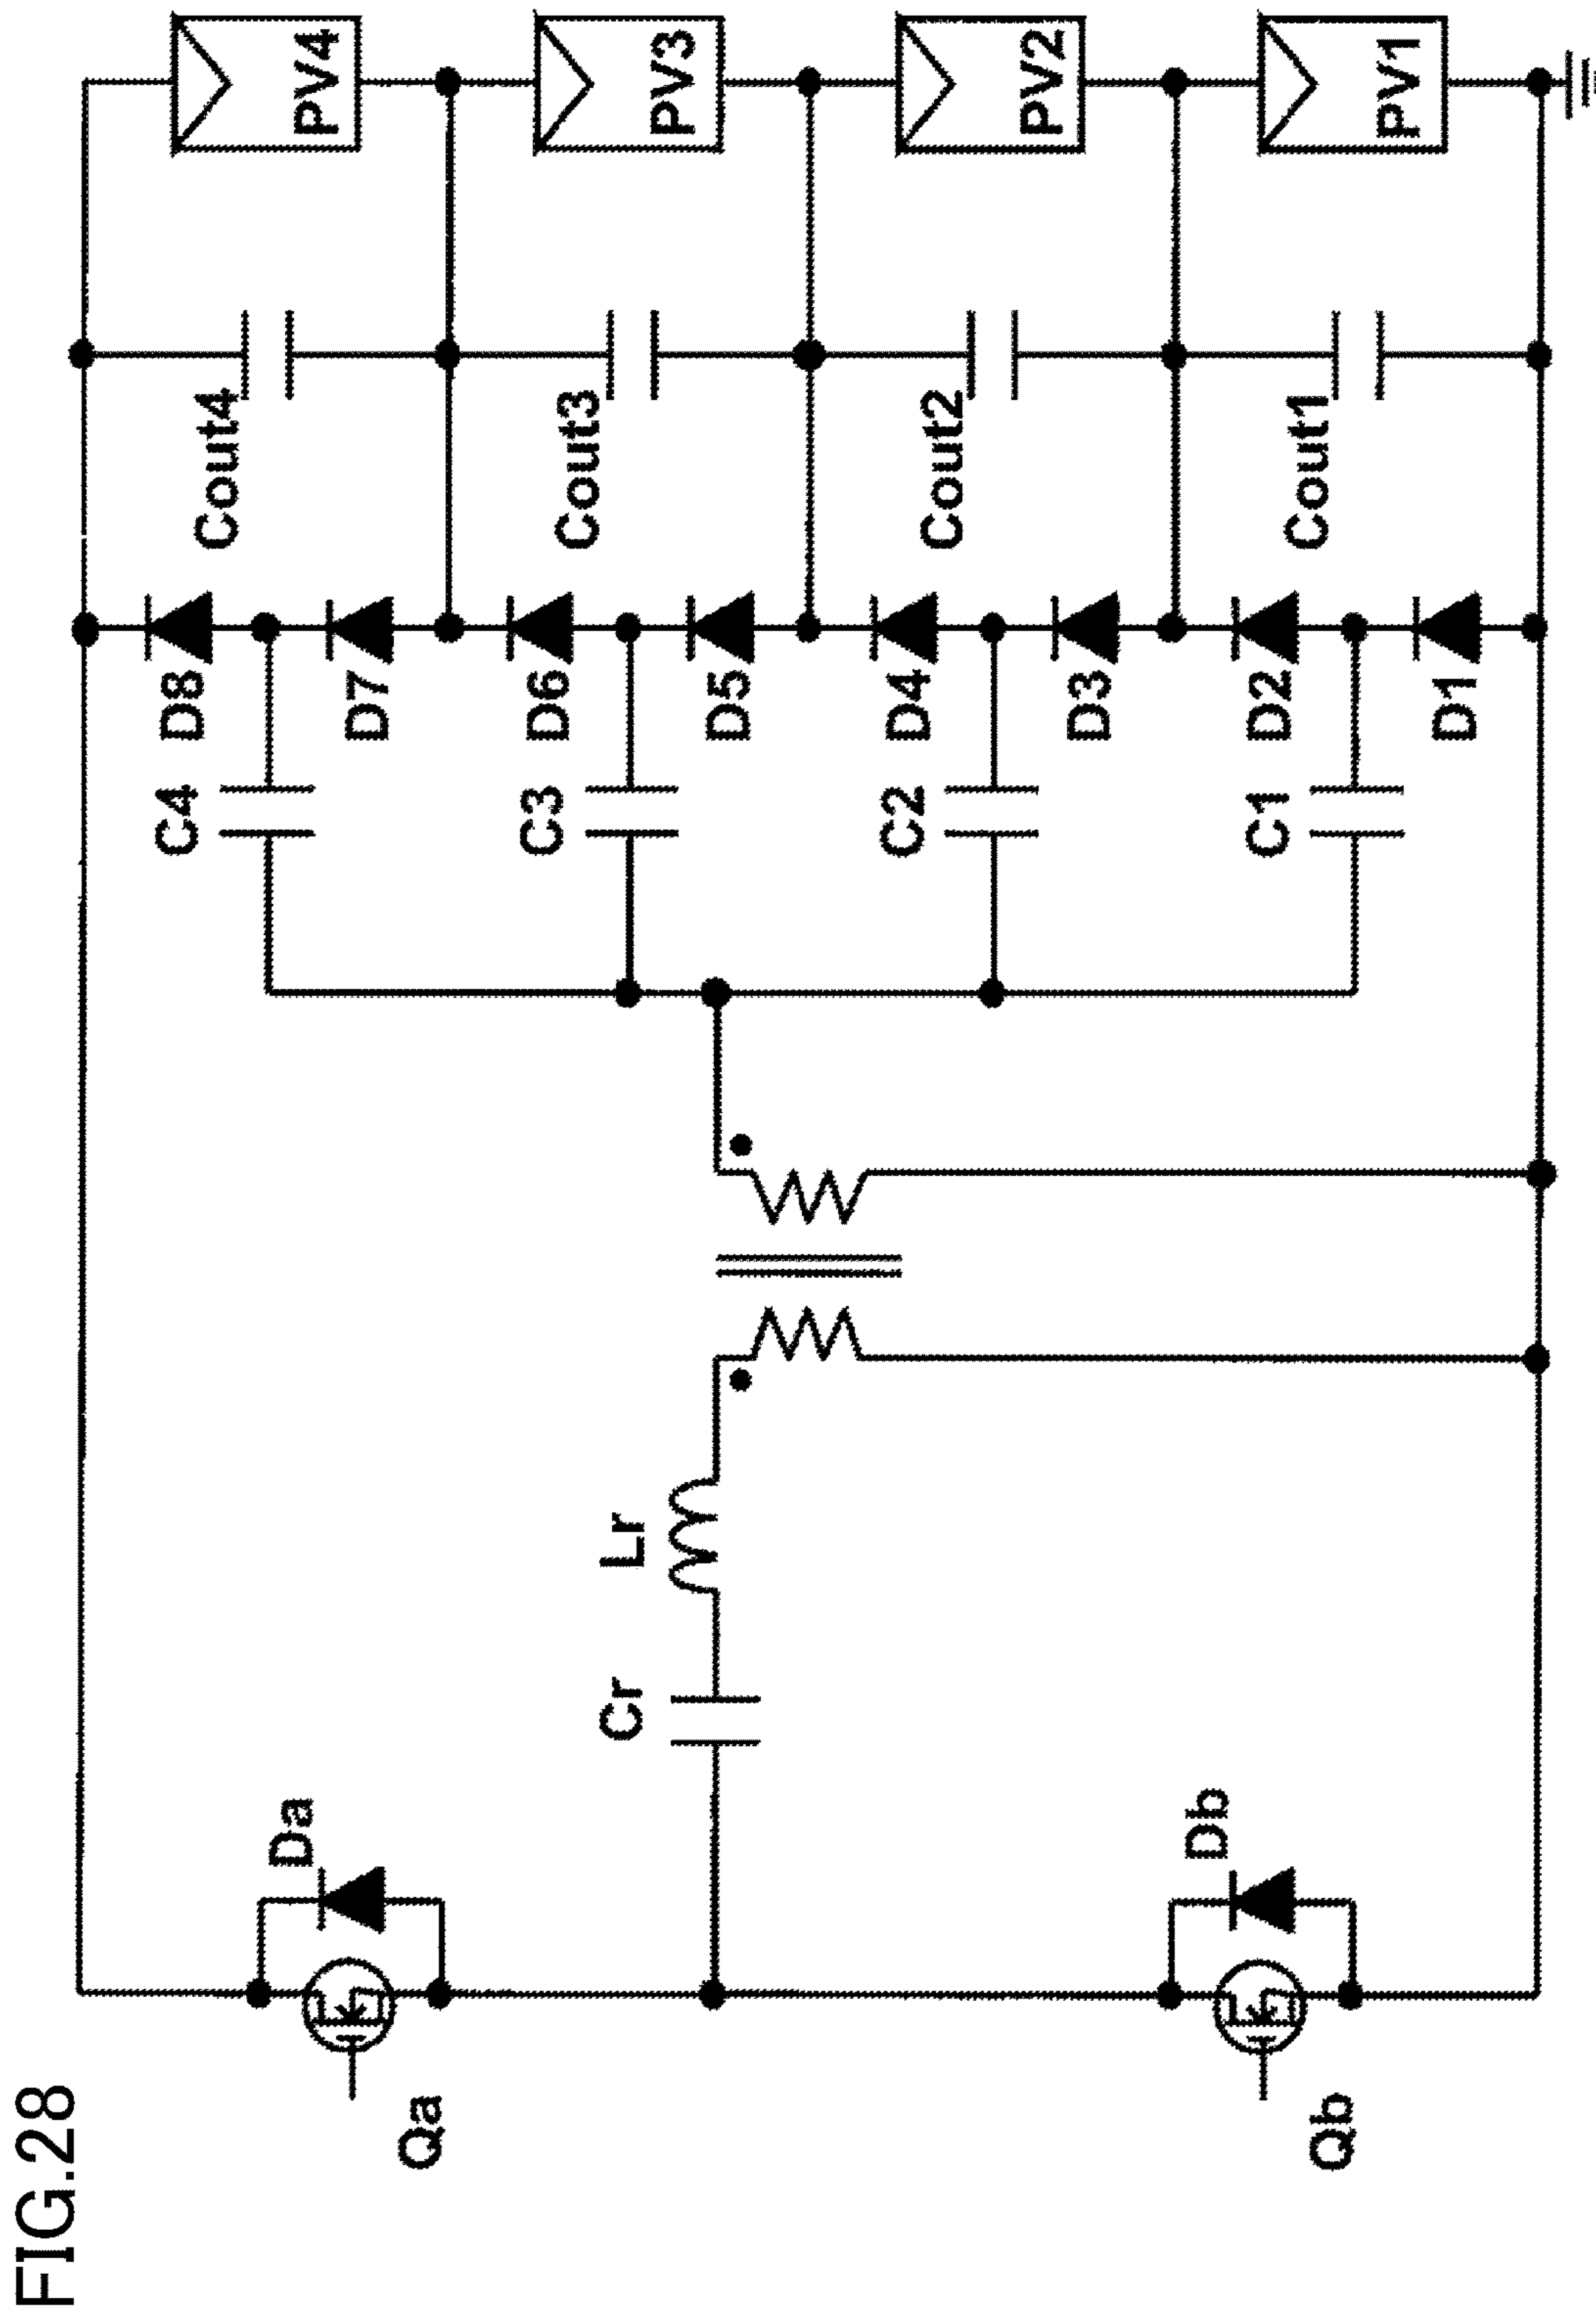 FIG.28
Qa
Da
Qb
Db
Cr
Lr
C4
C3
C2
C1
D8
D7
D6
D5
D4
D3
D2
D1
Cout4
Cout3
Cout2
Cout1
PV4
PV3
PV2
PV1